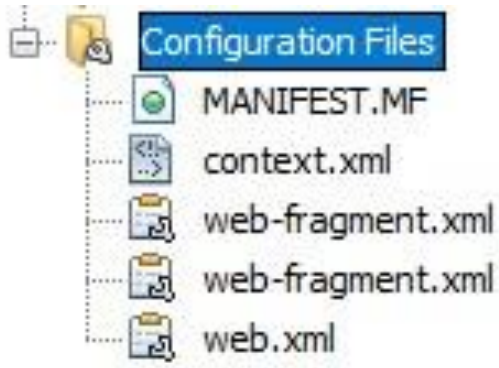 Configuration Files
MANIFEST.MF
context.xml
web-fragment.xml
web-fragment.xml
web.xml